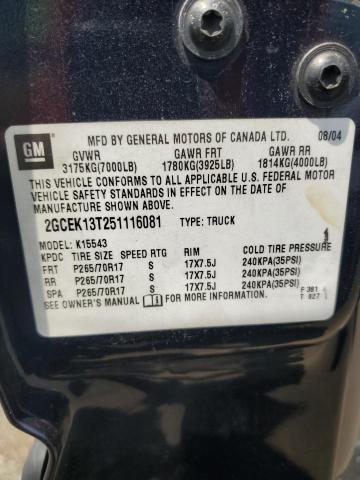 GM
MFD BY GENERAL MOTORS OF CANADA LTD. 08/04
GVWR GAWR FRT GAWR RR
3175KG(7000LB) 1780KG(3925LB) 1814KG(4000LB)
THIS VEHICLE CONFORMS TO ALL APPLICABLE U.S. FEDERAL MOTOR
VEHICLE SAFETY STANDARDS IN EFFECT ON THE DATE OF
MANUFACTURE SHOWN ABOVE.
2GCEK13T251116081 TYPE: TRUCK
MODEL: K15543 1
KPDC TIRE SIZE SPEED RTG RIM COLD TIRE PRESSURE
FRT P265/70R17 S 17X7.5J 240KPA(35PSI)
RR P265/70R17 S 17X7.5J 240KPA(35PSI)
SPA P265/70R17 S 17X7.5J 240KPA(35PSI)
SEE OWNER'S MANUAL FOR MORE INFORMATION. F 381
T 827